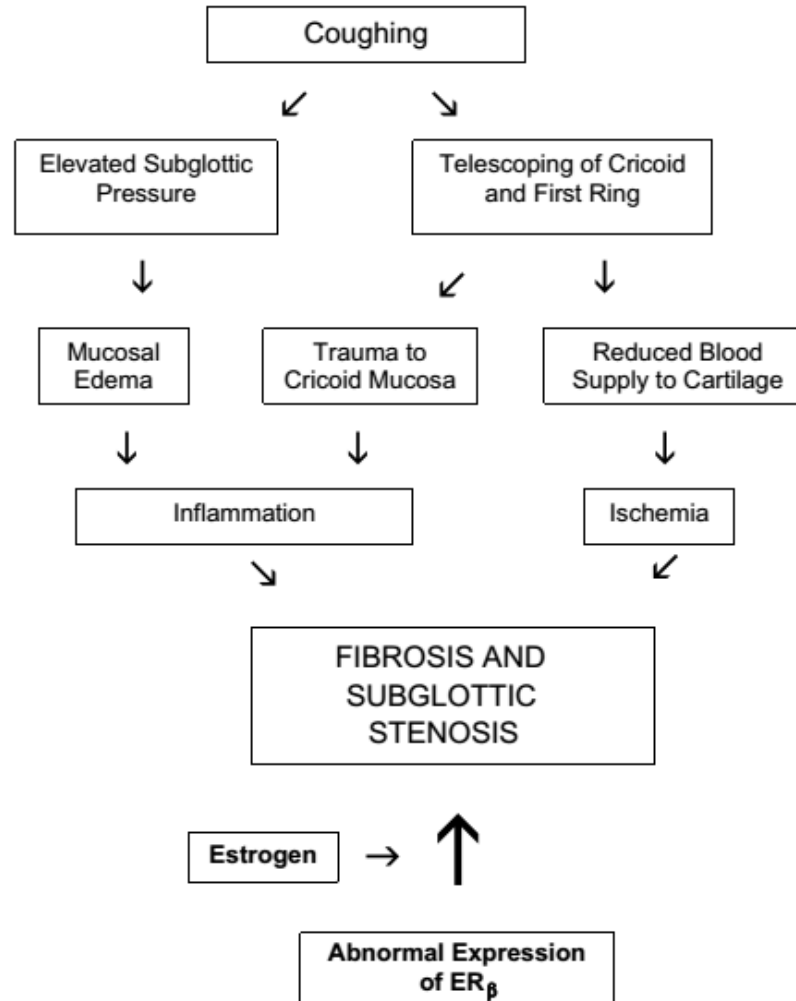 Coughing
Elevated Subglottic
Pressure
Telescoping of Cricoid
and First Ring
Mucosal
Edema
Trauma to
Cricoid Mucosa
Reduced Blood
Supply to Cartilage
Inflammation
Ischemia
FIBROSIS AND
SUBGLOTTIC
STENOSIS
Estrogen
Abnormal Expression
of ERβ